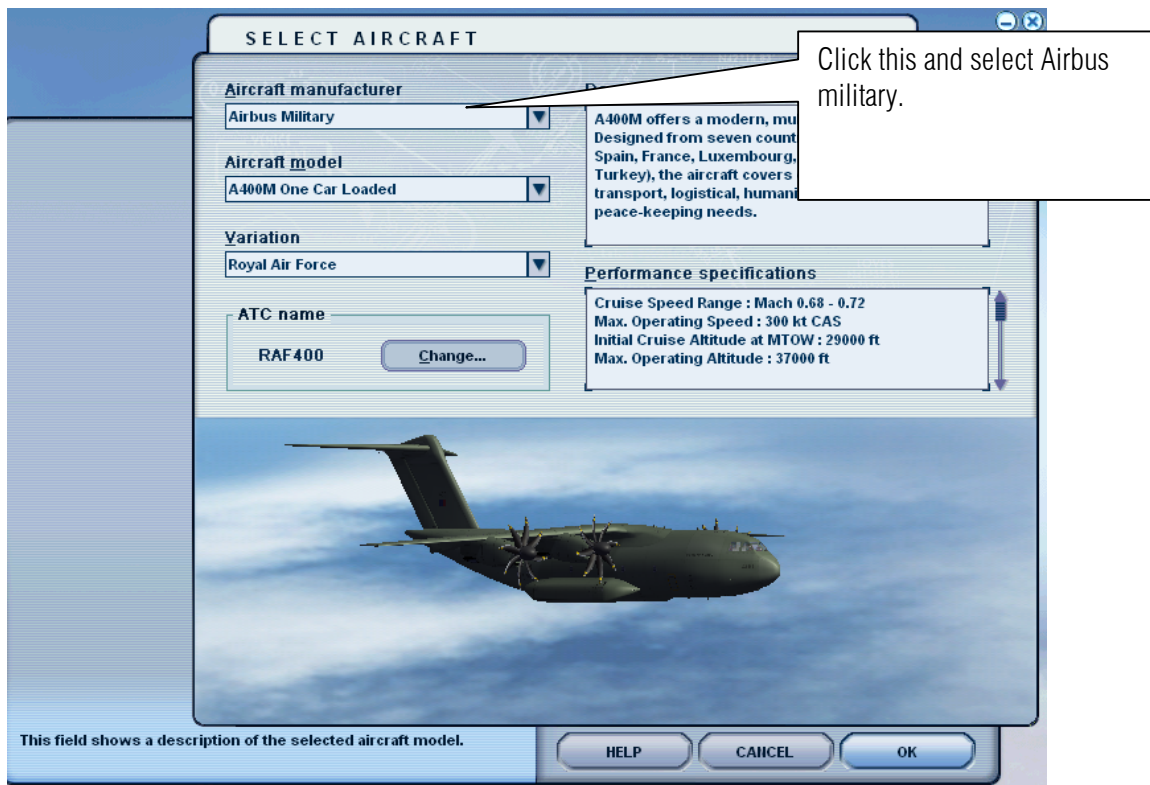 SELECT AIRCRAFT
Click this and select Airbus
military.
Aircraft manufacturer
Airbus Military
Aircraft model
A400M One Car Loaded
Variation
Royal Air Force
ATC name
RAF400
Change...
A400M offers a modern, mu
Designed from seven count
Spain, France, Luxembourg,
Turkey), the aircraft covers
transport, logistical, humani
peace-keeping needs.
Performance specifications
Cruise Speed Range : Mach 0.68 - 0.72
Max. Operating Speed : 300 kt CAS
Initial Cruise Altitude at MTOW : 29000 ft
Max. Operating Altitude : 37000 ft
This field shows a description of the selected aircraft model.
HELP
CANCEL
OK